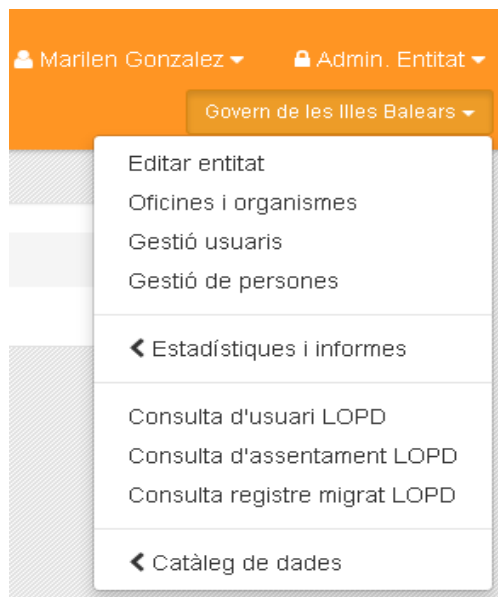 Marilen Gonzalez Admin. Entitat
Govern de les Illes Balears
Editar entitat
Oficines i organismes
Gestió usuaris
Gestió de persones
Estadístiques i informes
Consulta d'usuari LOPD
Consulta d'assentament LOPD
Consulta registre migrat LOPD
Catàleg de dades